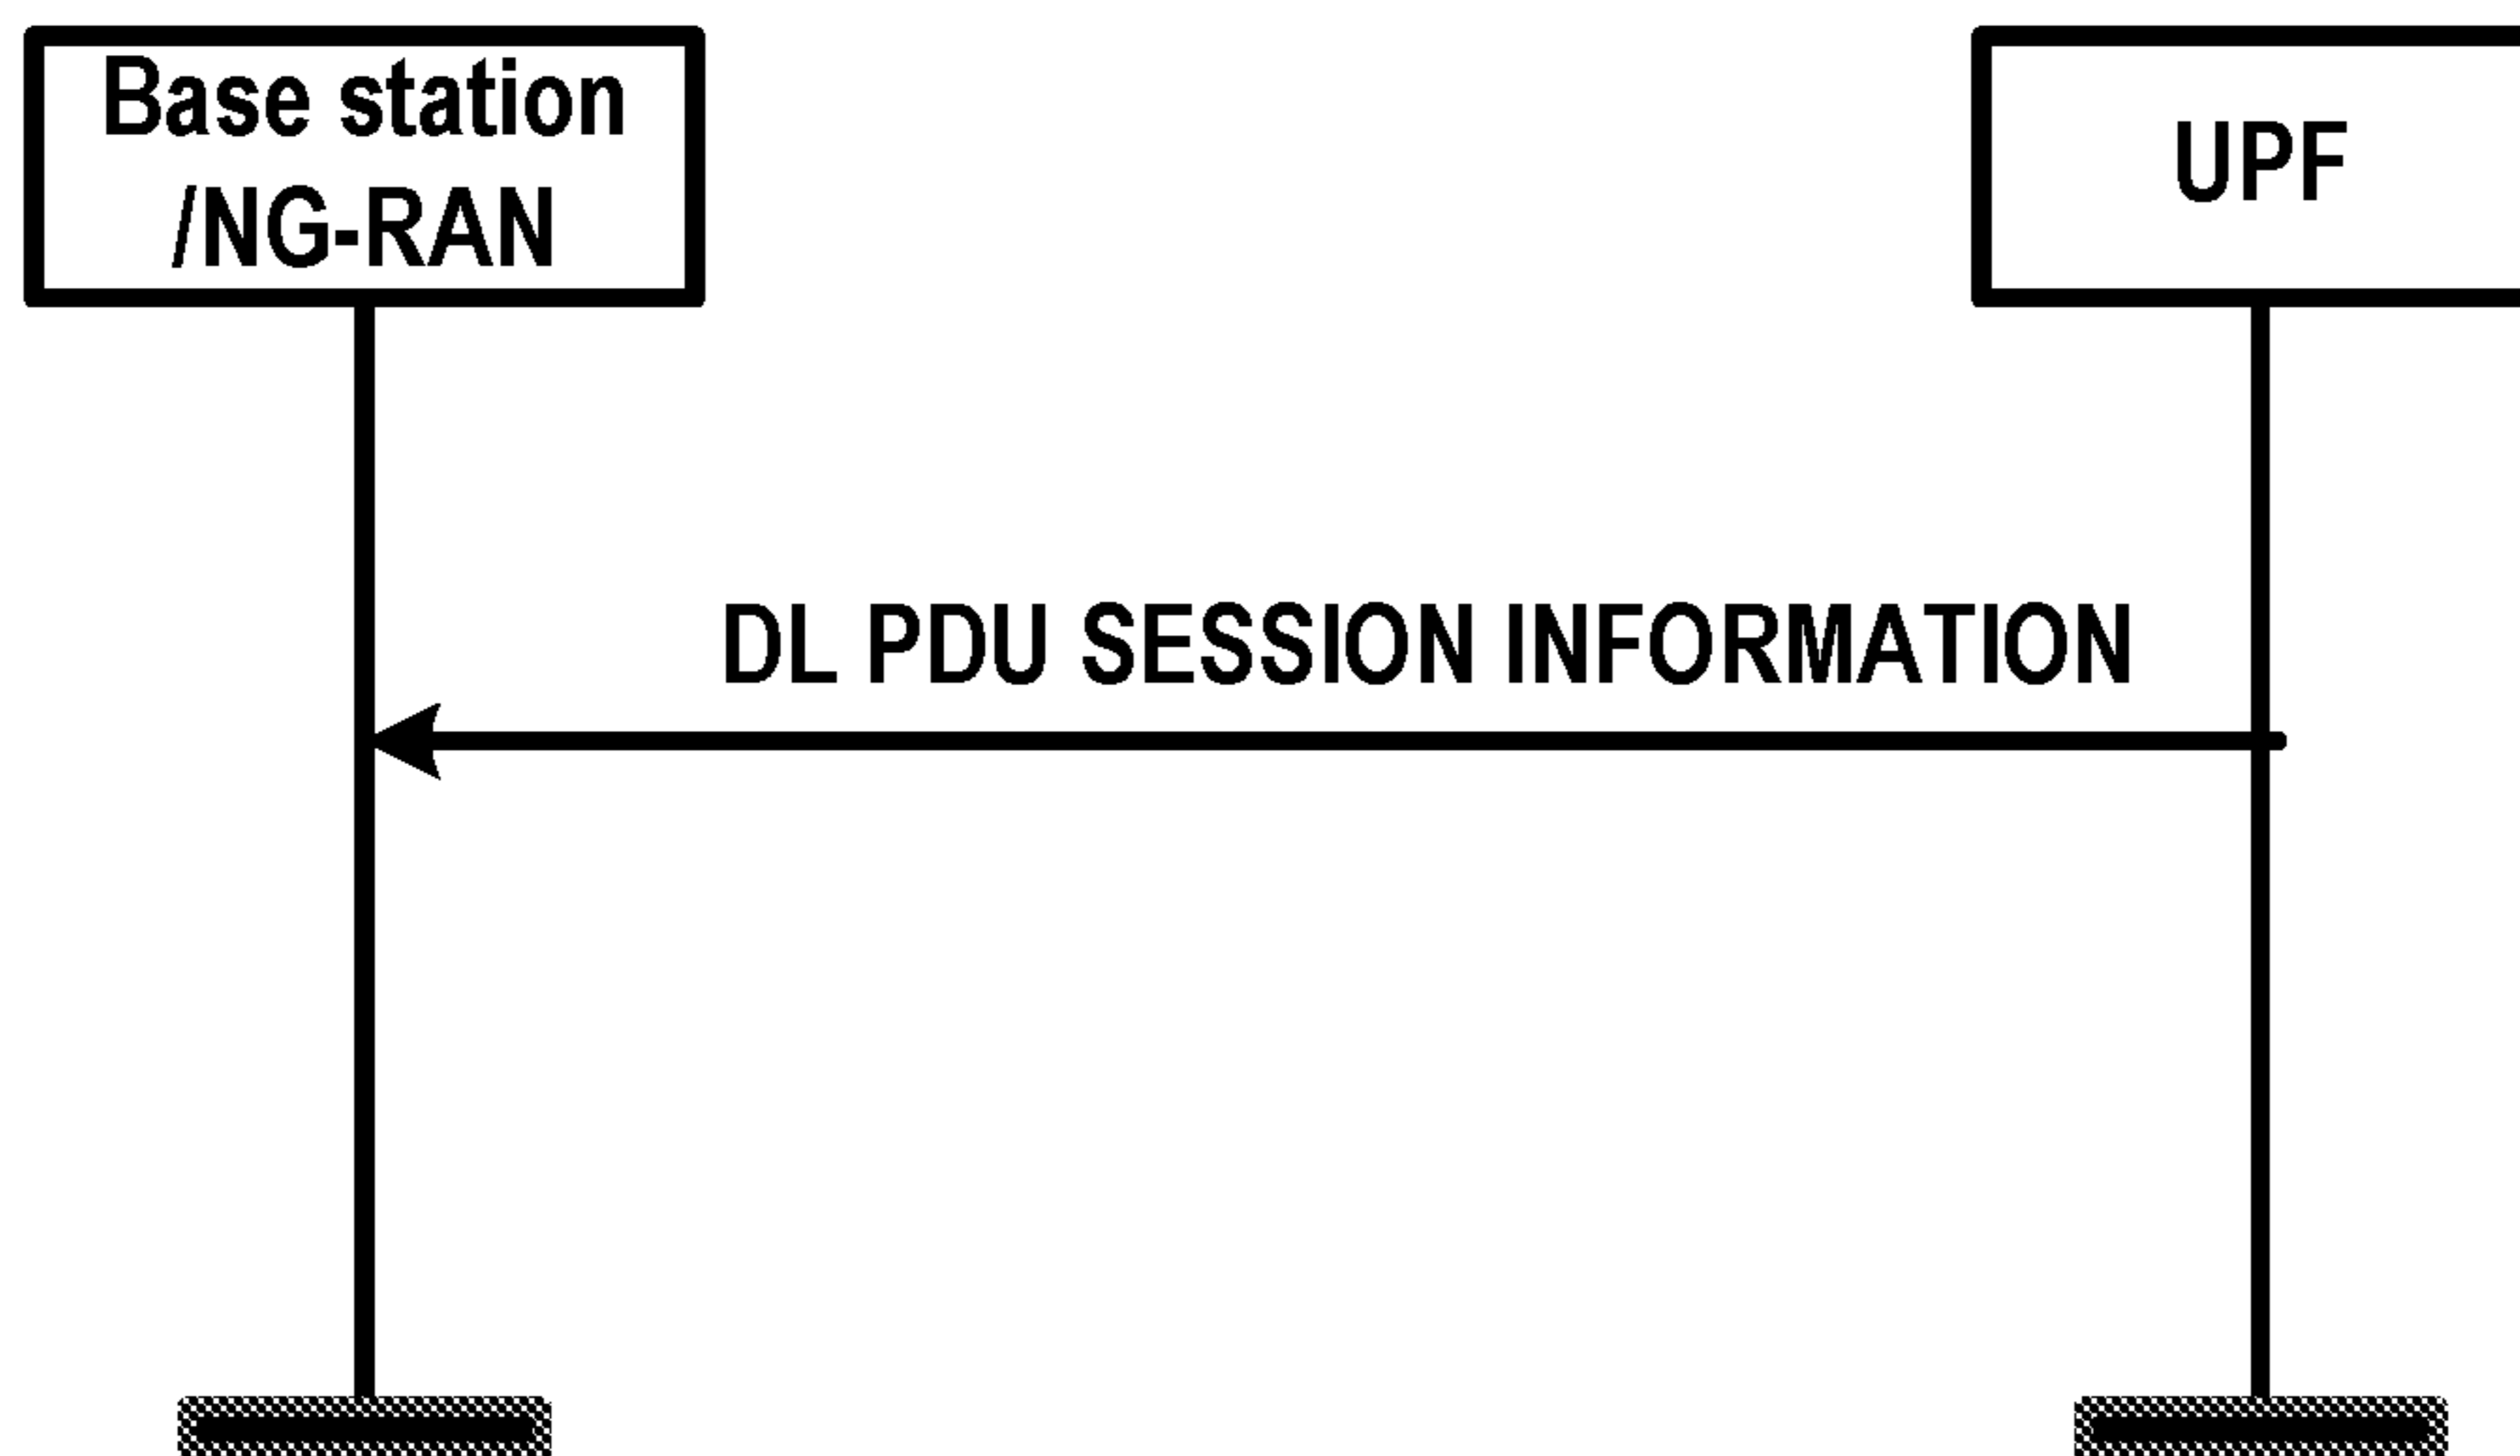 Base station
/NG-RAN
UPF
DL PDU SESSION INFORMATION